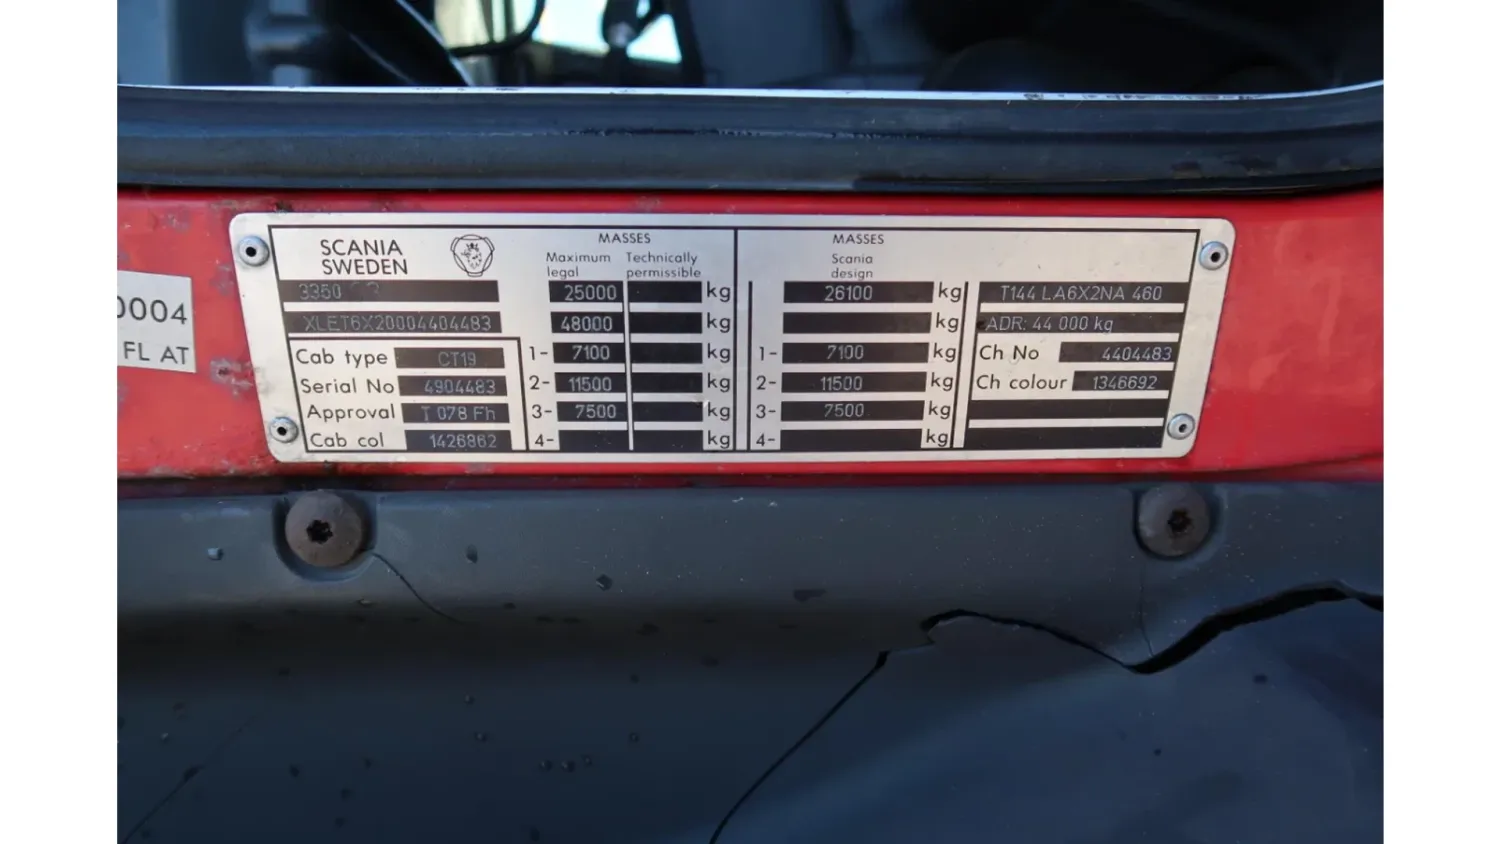 0004
FL AT
SCANIA
SWEDEN
MASSES
Maximum legal
Technically permissible
MASSES
Scania design
3350
25000 kg
26100 kg
T144 LA6X2NA 460
XLET6X20004404483
48000 kg
kg
ADR: 44 000 kg
Cab type CT19
1- 7100 kg
1- 7100 kg
Ch No 4404483
Serial No 4904483
2- 11500 kg
2- 11500 kg
Ch colour 1346692
Approval T 078 Fh
3- 7500 kg
3- 7500 kg
Cab col 1426862
4- kg
4- kg